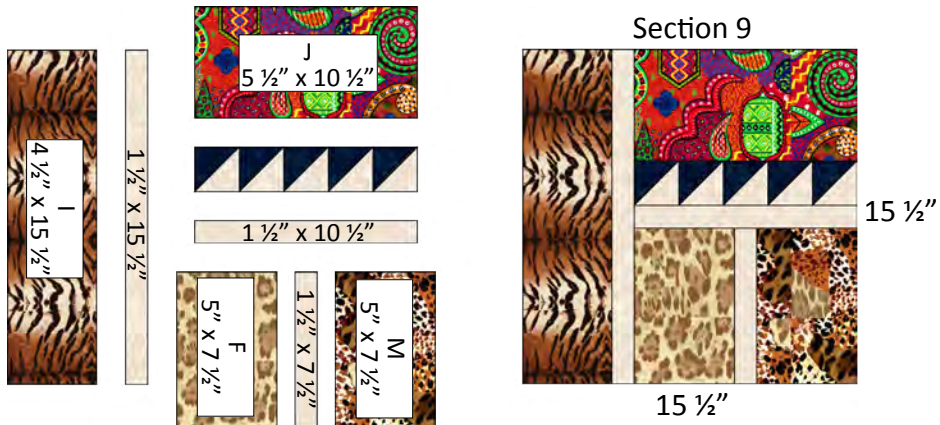 Section 9
J
5 ½” x 10 ½”
I
4 ½” x 15 ½”
1 ½” x 15 ½”
1 ½” x 10 ½”
F
5” x 7 ½”
1 ½” x 7 ½”
M
5” x 7 ½”
15 ½”
15 ½”